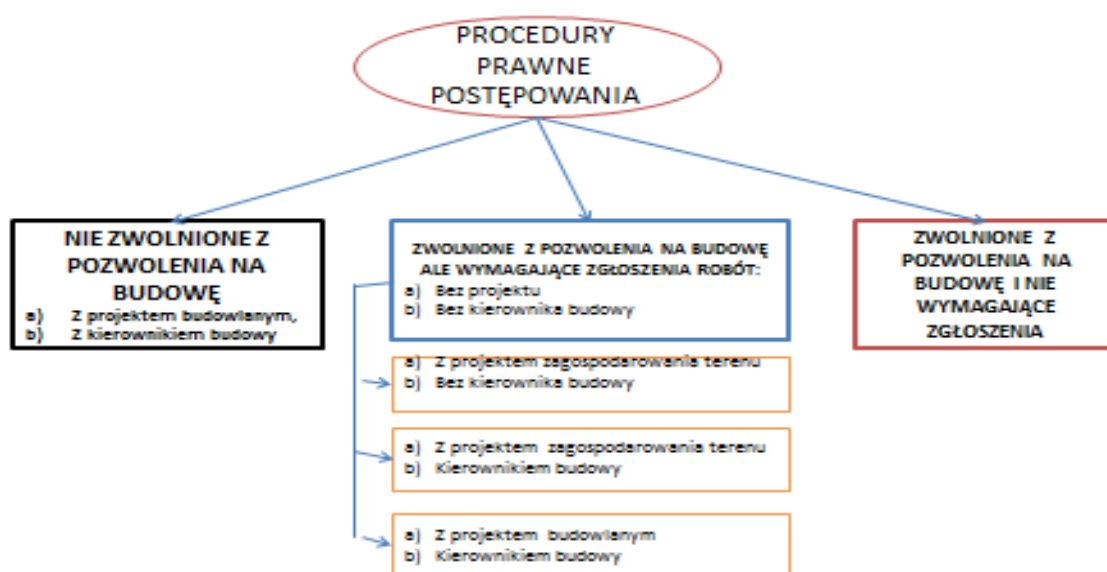 PROCEDURY
PRAWNE
POSTĘPOWANIA
NIE ZWOLNIONE Z
POZWOLENIA NA
BUDOWĘ
a) Z projektem budowlanym,
b) Z kierownikiem budowy
ZWOLNIONE Z POZWOLENIA NA BUDOWĘ
ALE WYMAGAJĄCE ZGŁOSZENIA ROBÓT:
a) Bez projektu
b) Bez kierownika budowy
a) Z projektem zagospodarowania terenu
b) Bez kierownika budowy
a) Z projektem zagospodarowania terenu
b) Kierownikiem budowy
a) Z projektem budowlanym
b) Kierownikiem budowy
ZWOLNIONE Z
POZWOLENIA NA
BUDOWĘ I NIE
WYMAGAJĄCE
ZGŁOSZENIA